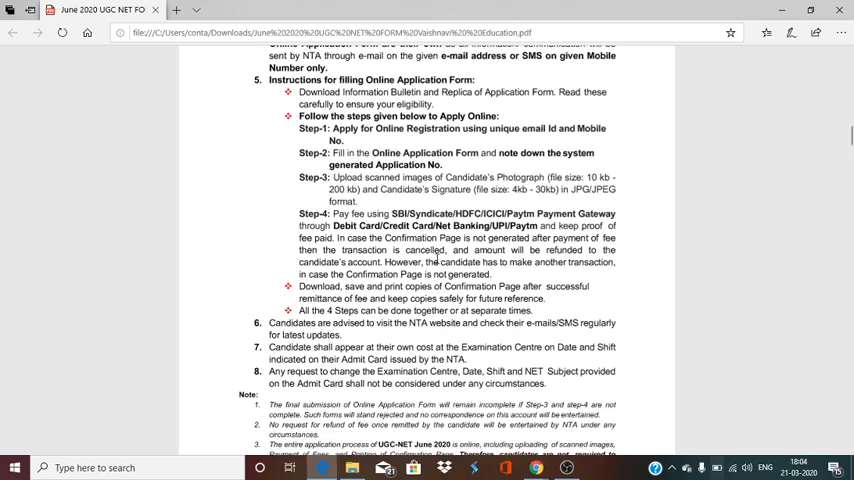 June 2020 UGC NET FO
file:///C:/Users/conta/Downloads/June%202020%20UGC%20NET%20FORM%20Vaishnavi%20%20Education.pdf
sent by NTA through e-mail on the given e-mail address or SMS on given Mobile
Number only.
5. Instructions for filling Online Application Form:
Download Information Bulletin and Replica of Application Form. Read these
carefully to ensure your eligibility.
Follow the steps given below to Apply Online:
Step-1: Apply for Online Registration using unique email Id and Mobile
No.
Step-2: Fill in the Online Application Form and note down the system
generated Application No.
Step-3: Upload scanned images of Candidate's Photograph (file size: 10 kb -
200 kb) and Candidate's Signature (file size: 4kb - 30kb) in JPG/JPEG
format.
Step-4: Pay fee using SBI/Syndicate/HDFC/ICICI/Paytm Payment Gateway
through Debit Card/Credit Card/Net Banking/UPI/Paytm and keep proof of
fee paid. In case the Confirmation Page is not generated after payment of fee
then the transaction is cancelled, and amount will be refunded to the
candidate's account. However, the candidate has to make another transaction,
in case the Confirmation Page is not generated.
Download, save and print copies of Confirmation Page after successful
remittance of fee and keep copies safely for future reference.
All the 4 Steps can be done together or at separate times.
6. Candidates are advised to visit the NTA website and check their e-mails/SMS regularly
for latest updates.
7. Candidate shall appear at their own cost at the Examination Centre on Date and Shift
indicated on their Admit Card issued by the NTA.
8. Any request to change the Examination Centre, Date, Shift and NET Subject provided
on the Admit Card shall not be considered under any circumstances.
Note:
1. The final submission of Online Application Form will remain incomplete if Step-3 and step-4 are not
complete. Such forms will stand rejected and no correspondence on this account will be entertained.
2. No request for refund of fee once remitted by the candidate will be entertained by NTA under any
circumstances.
3. The entire application process of UGC-NET June 2020 is online, including uploading of scanned images,
Type here to search
21
ENG
18:04
21-03-2020
15